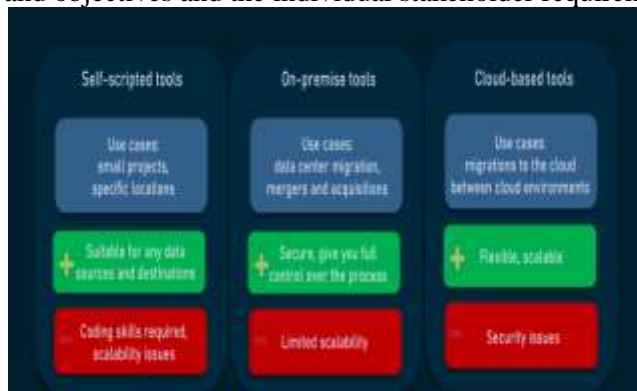 and objectives and the individual stakeholder require
Self-scripted tools
Use cases:
small projects,
specific locations
+ Suitable for any data
sources and destinations
- Coding skills required,
scalability issues
On-premise tools
Use cases:
data center migration,
mergers and acquisitions
+ Secure, give you full
control over the process
- Limited scalability
Cloud-based tools
Use cases:
migrations to the cloud
between cloud environments
+ Flexible, scalable
- Security issues